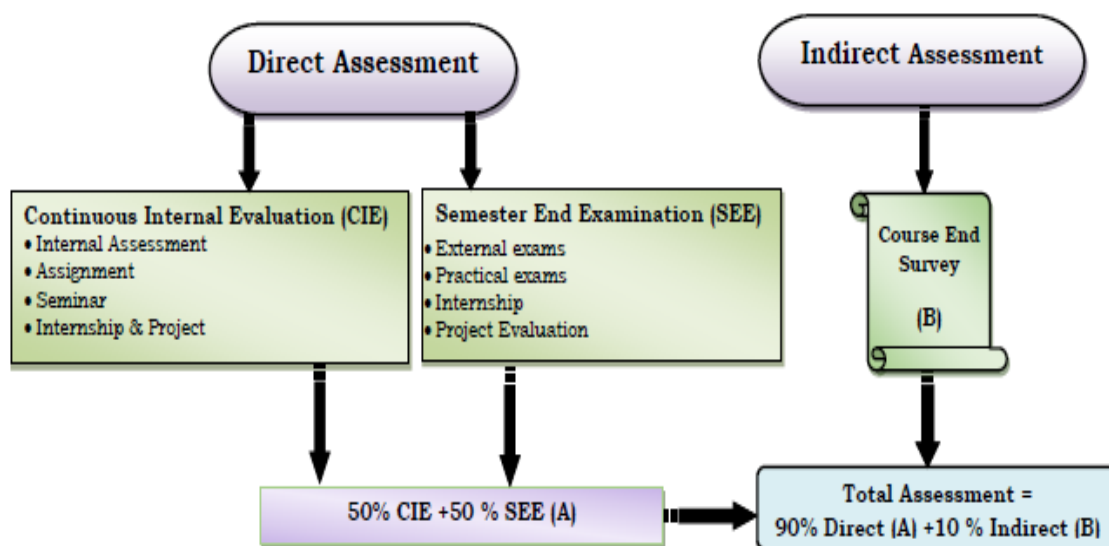 Direct Assessment
Indirect Assessment
Continuous Internal Evaluation (CIE)
• Internal Assessment
• Assignment
• Seminar
• Internship & Project
Semester End Examination (SEE)
• External exams
• Practical exams
• Internship
• Project Evaluation
Course End
Survey
(B)
50% CIE +50 % SEE (A)
Total Assessment =
90% Direct (A) +10 % Indirect (B)